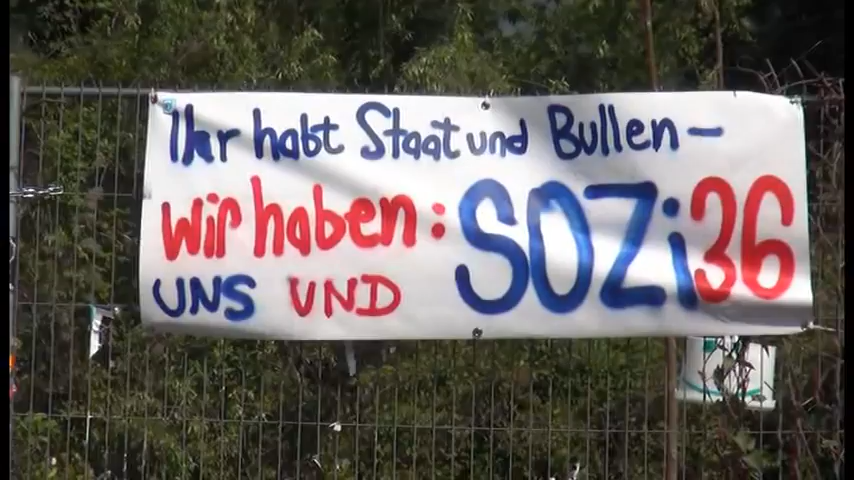 Ihr habt Staat und Bullen –
wir haben:
UNS UND SOZi36